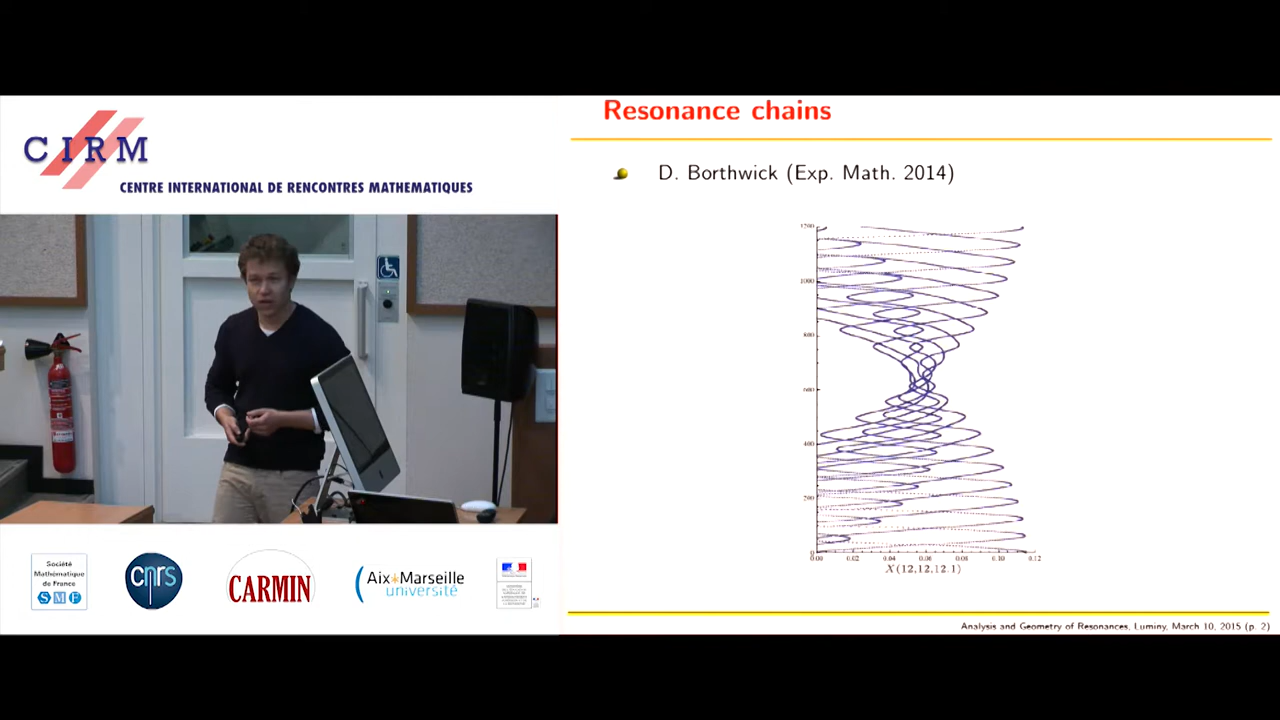 CIRM
CENTRE INTERNATIONAL DE RENCONTRES MATHEMATIQUES
Société
Mathématique
de France
SMF
cnrs
CARMIN
Aix*Marseille
université
Resonance chains
D. Borthwick (Exp. Math. 2014)
1200
1000
800
600
400
200
0
0.00 0.02 0.04 0.06 0.08 0.10 0.12
X(12,12,12.1)
Analysis and Geometry of Resonances, Luminy, March 10, 2015 (p. 2)